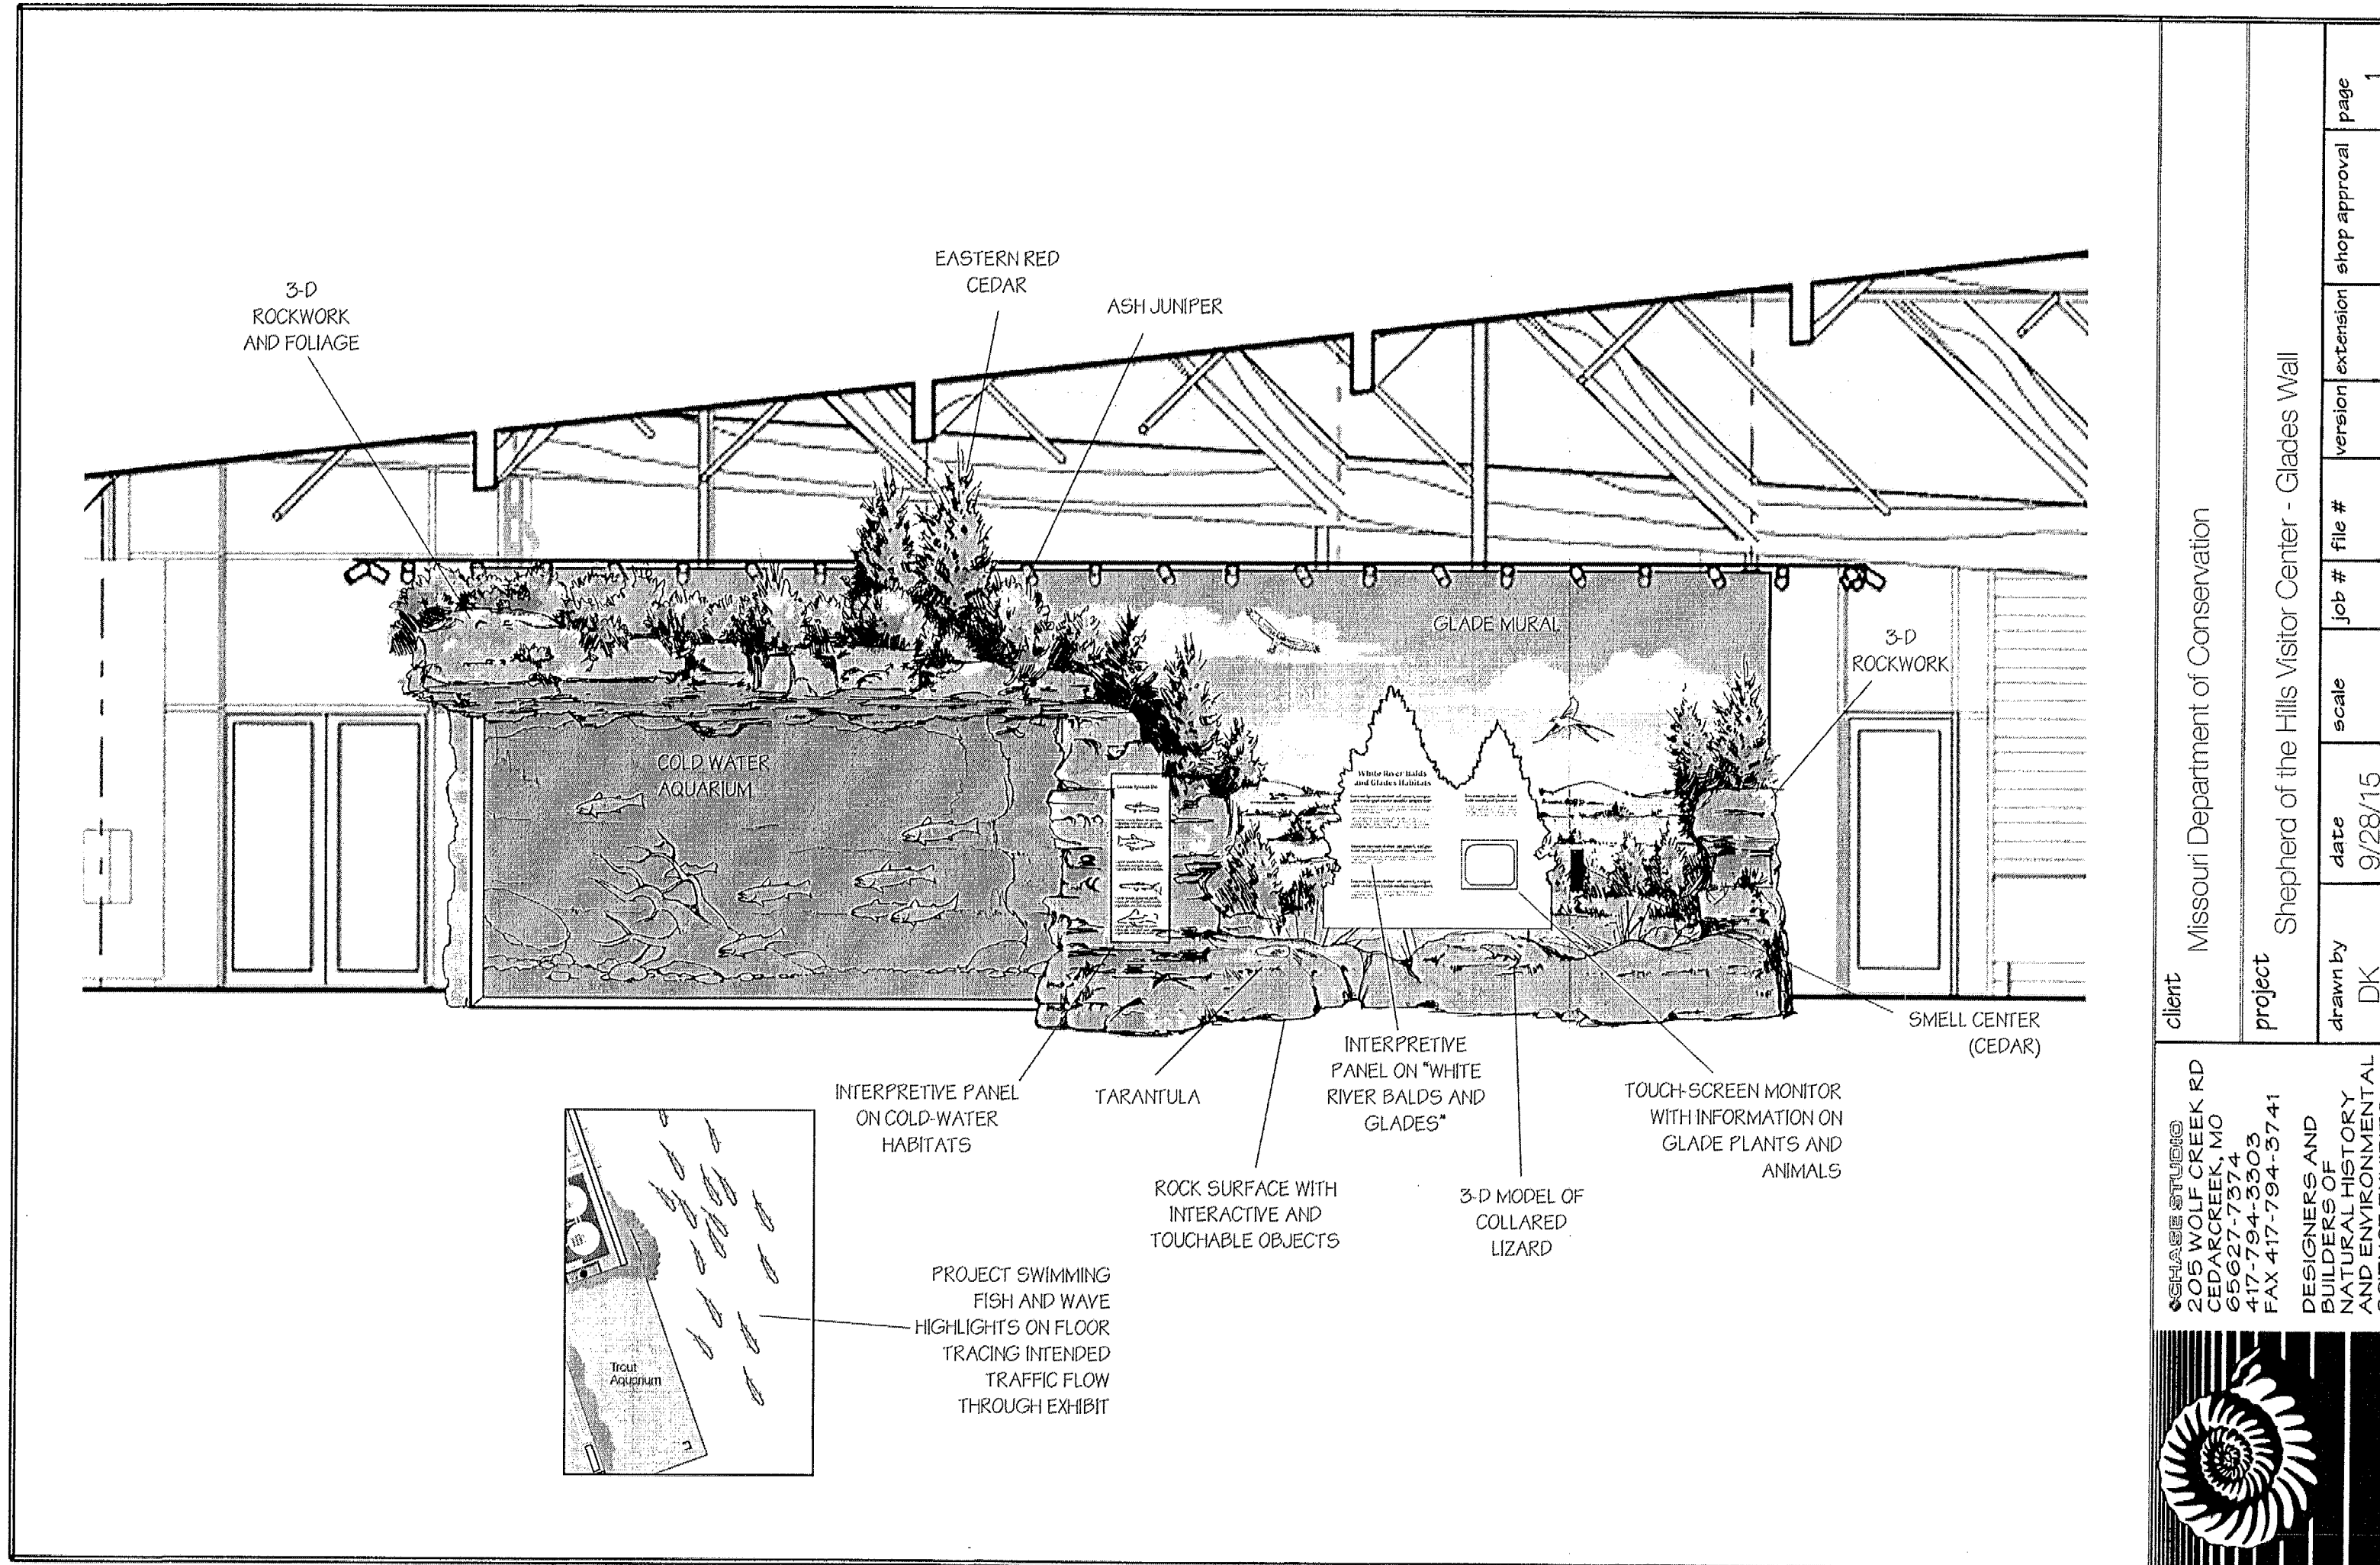 EASTERN RED
CEDAR
3-D
ROCKWORK
AND FOLIAGE
ASH JUNIPER
GLADE MURAL
3-D
ROCKWORK
COLD WATER
AQUARIUM
White River Balds
and Glades Habitats
SMELL CENTER
(CEDAR)
INTERPRETIVE PANEL
ON COLD-WATER
HABITATS
TARANTULA
INTERPRETIVE
PANEL ON "WHITE
RIVER BALDS AND
GLADES"
TOUCH-SCREEN MONITOR
WITH INFORMATION ON
GLADE PLANTS AND
ANIMALS
ROCK SURFACE WITH
INTERACTIVE AND
TOUCHABLE OBJECTS
3-D MODEL OF
COLLARED
LIZARD
PROJECT SWIMMING
FISH AND WAVE
HIGHLIGHTS ON FLOOR
TRACING INTENDED
TRAFFIC FLOW
THROUGH EXHIBIT
Trout
Aquarium
client
Missouri Department of Conservation
project
Shepherd of the Hills Visitor Center - Glades Wall
drawn by date scale job # file # version extension shop approval page
DK 9/28/15 1
©CHASE STUDIO
205 WOLF CREEK RD
CEDARCREEK, MO
65627-7374
417-794-3303
FAX 417-794-3741
DESIGNERS AND
BUILDERS OF
NATURAL HISTORY
AND ENVIRONMENTAL